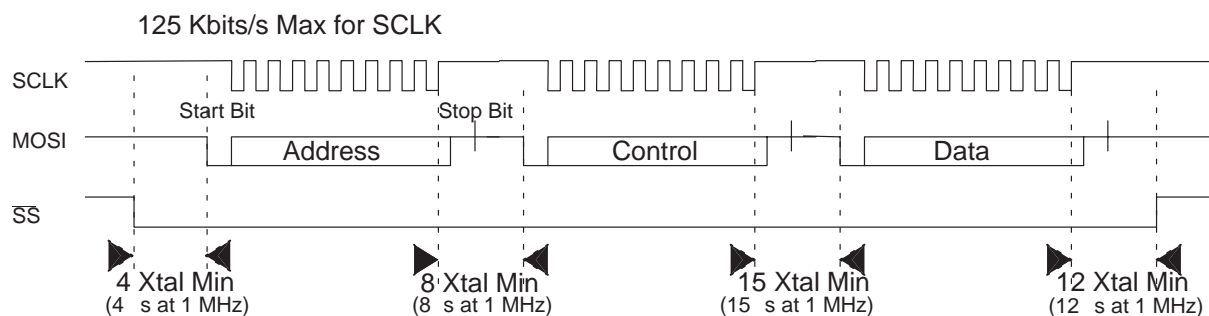 125 Kbits/s Max for SCLK
SCLK
Start Bit
Stop Bit
MOSI
Address
Control
Data
SS
4 Xtal Min
(4 s at 1 MHz)
8 Xtal Min
(8 s at 1 MHz)
15 Xtal Min
(15 s at 1 MHz)
12 Xtal Min
(12 s at 1 MHz)